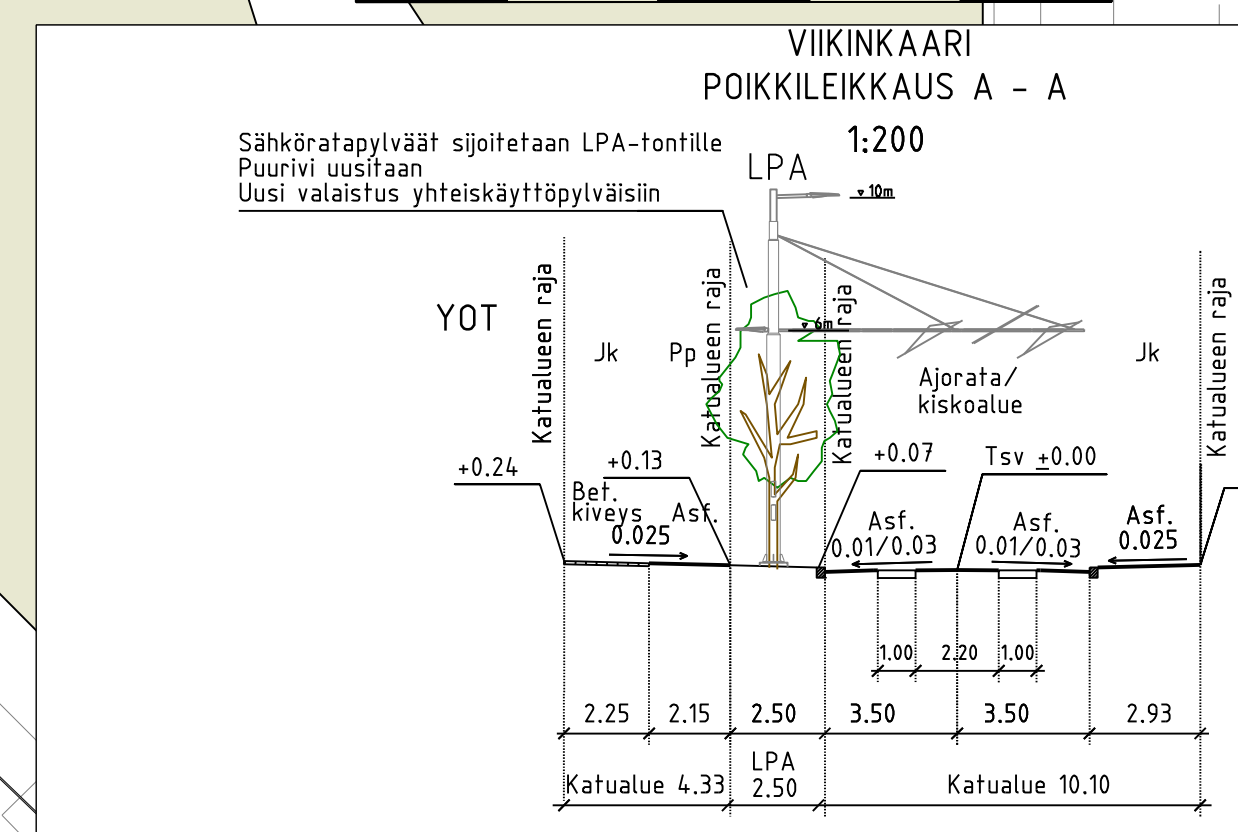 VIIKINKAARI
POIKKILEIKKAUS A - A
1:200
Sähköratapylväät sijoitetaan LPA-tontille
Puurivi uusitaan
Uusi valaistus yhteiskäyttöpylväisiin
LPA
10m
Katualueen raja
Katualueen raja
Katualueen raja
Katualueen raja
YOT
6m
Jk
Pp
Jk
Ajorata/
kiskoalue
+0.24
+0.13
+0.07
Tsv ±0.00
Bet.
kiveys
Asf.
0.025
Asf.
0.01/0.03
Asf.
0.01/0.03
Asf.
0.025
1.00
2.20
1.00
2.25
2.15
2.50
3.50
3.50
2.93
LPA
2.50
Katualue 4.33
Katualue 10.10